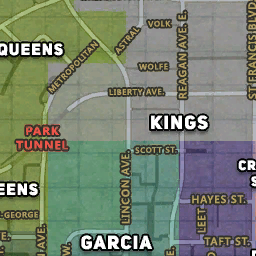 VOLK
ASTRAL
QUEENS
METROPOLITAN
WOLFE
REAGAN AVE. E.
ST. FRANCIS BLVD
LIBERTY AVE.
KINGS
PARK
TUNNEL
SCOTT ST.
LINCON AVE.
EENS
HAYES ST.
-GEORGE
LEET
TAFT ST.
GARCIA
AVE.
W.
CR
S